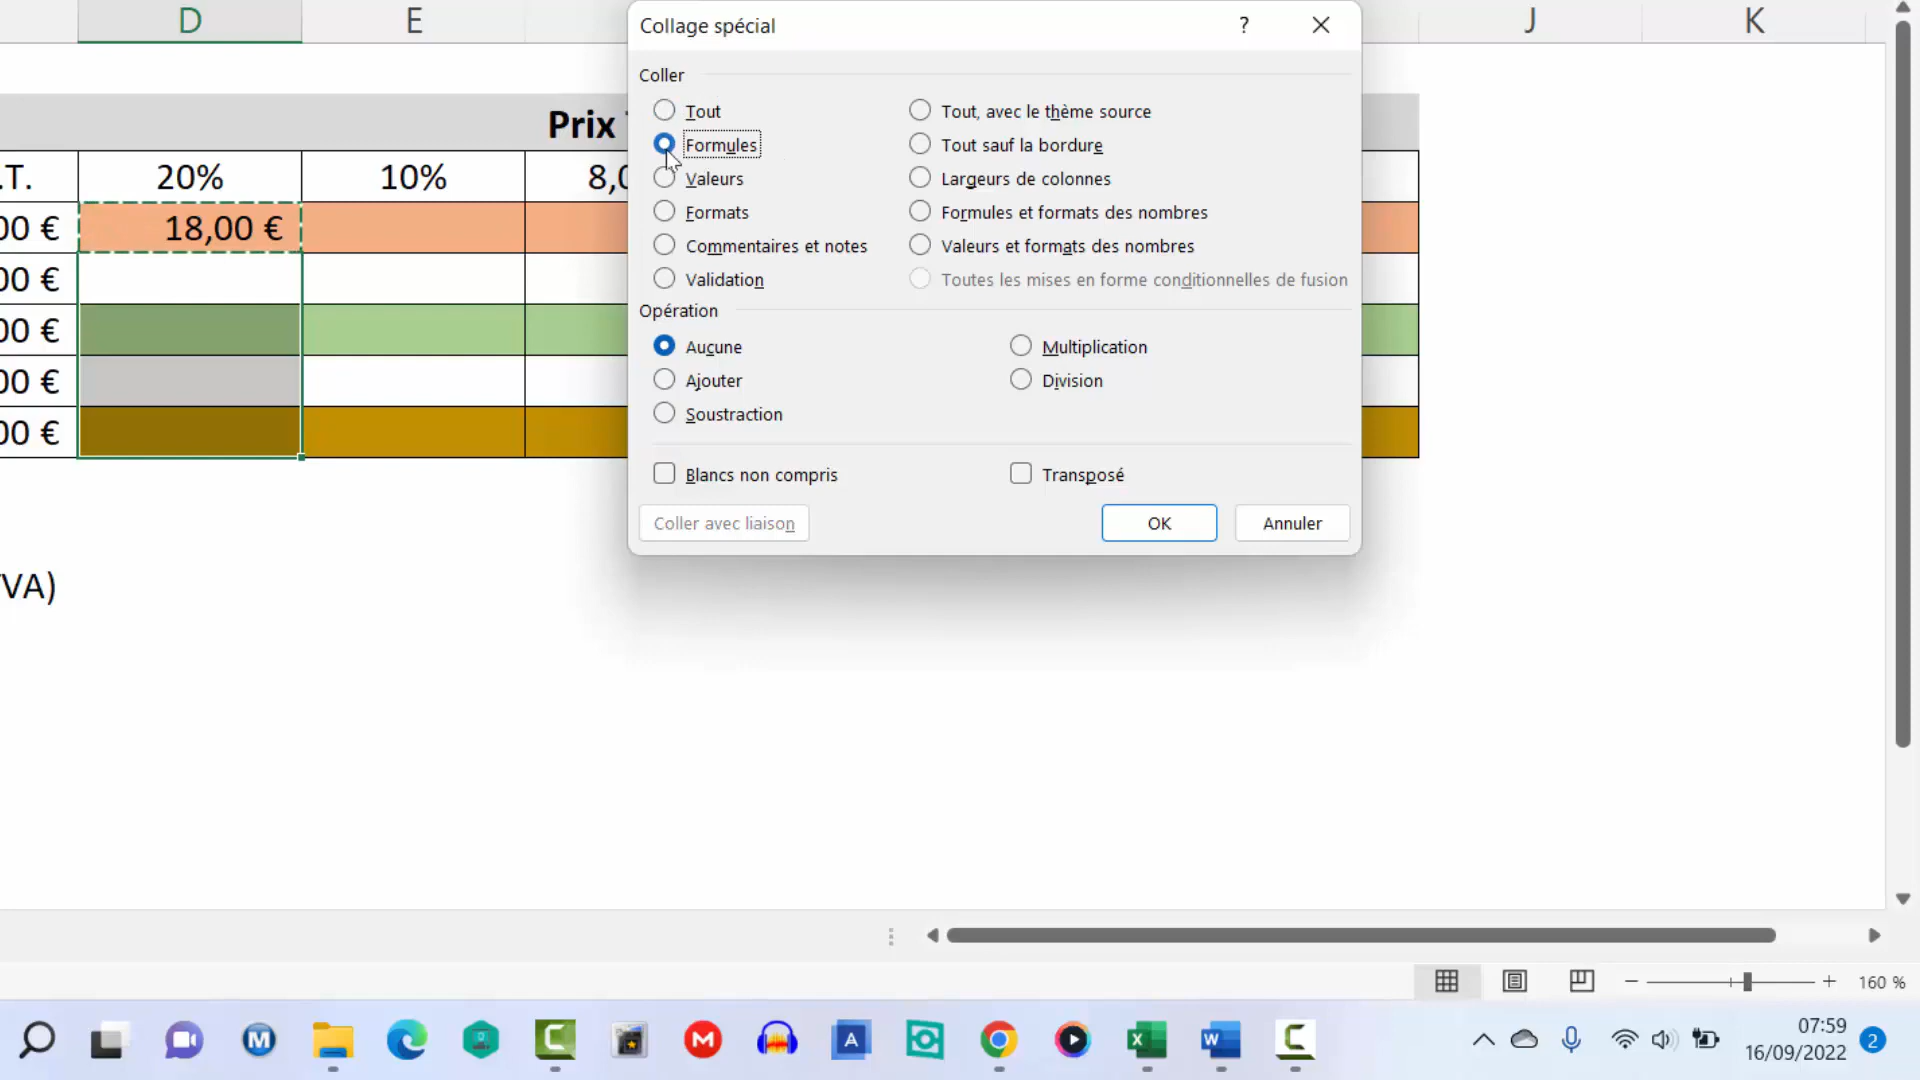 D E J K
Collage spécial ?
Coller
Prix
Tout Tout, avec le thème source
Formules Tout sauf la bordure
.T. 20% 10% 8,0
Valeurs Largeurs de colonnes
Formats Formules et formats des nombres
00 € 18,00 €
Commentaires et notes Valeurs et formats des nombres
Validation Toutes les mises en forme conditionnelles de fusion
00 €
Opération
00 €
Aucune Multiplication
Ajouter Division
00 €
Soustraction
00 €
Blancs non compris Transposé
Coller avec liaison OK Annuler
VA)
160 %
07:59
16/09/2022
2